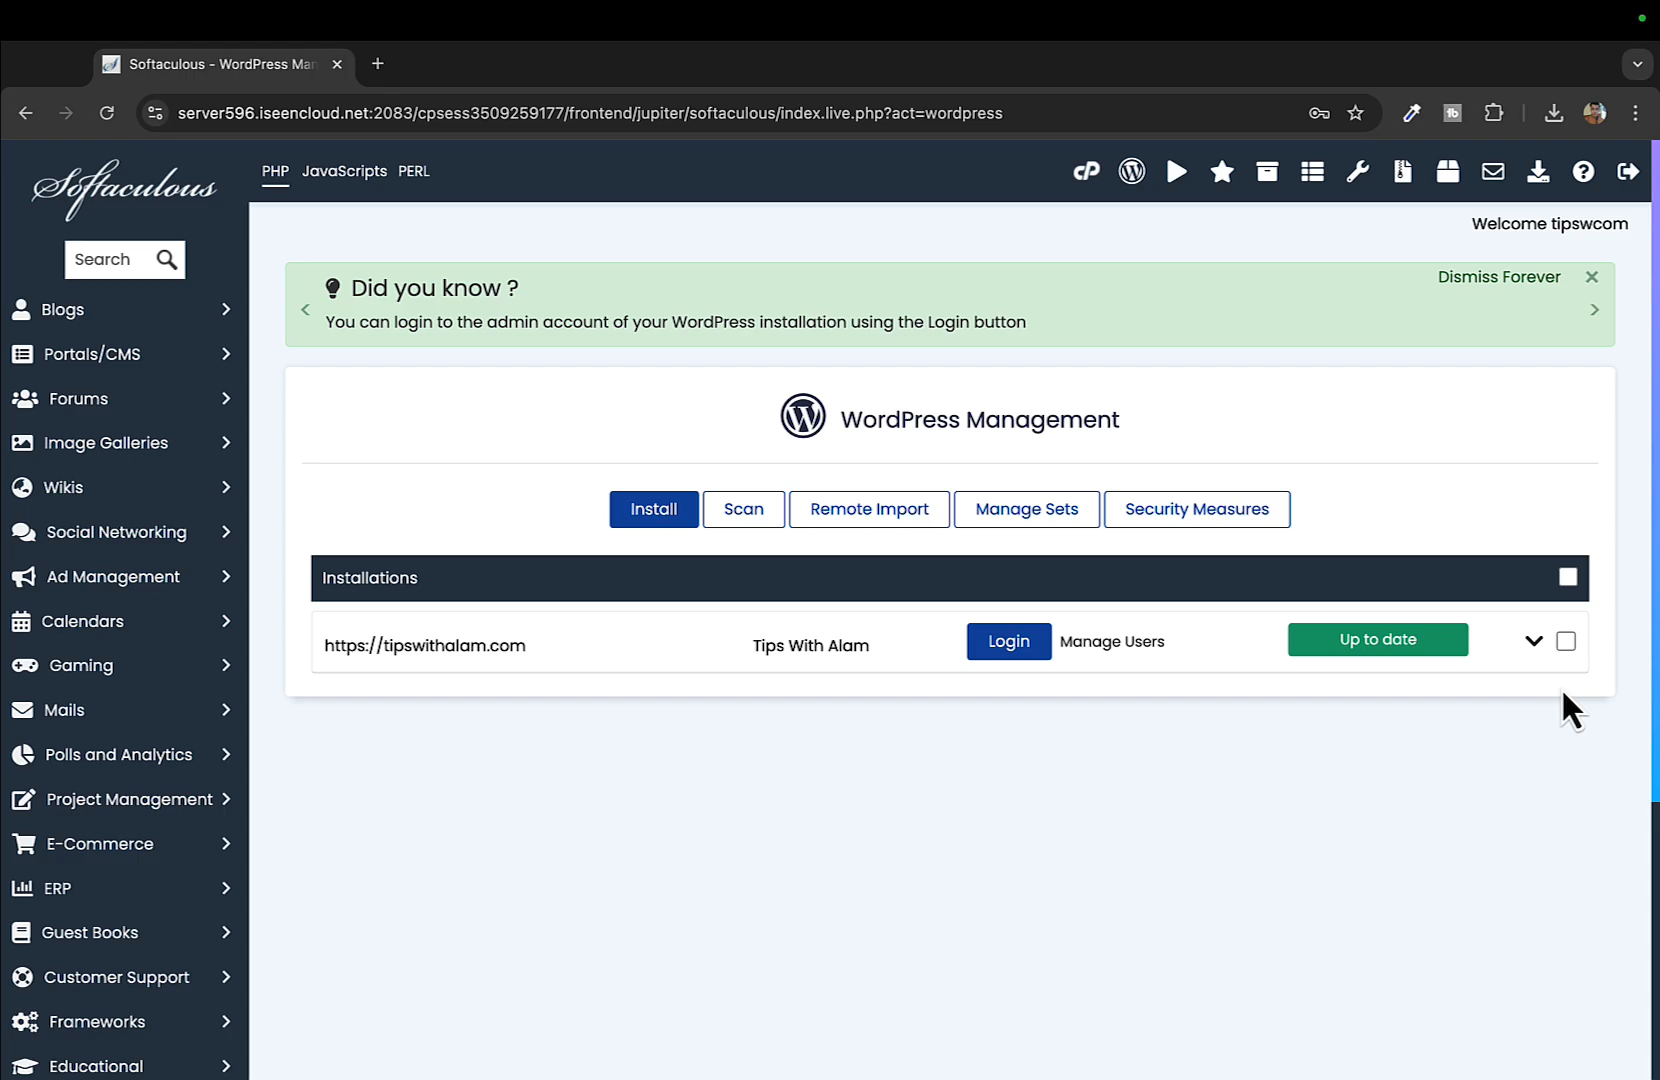 Softaculous - WordPress Man
server596.iseencloud.net:2083/cpsess3509259177/frontend/jupiter/softaculous/index.live.php?act=wordpress
tb
Softaculous
PHP JavaScripts PERL
cP
Welcome tipswcom
Search
Blogs
Portals/CMS
Forums
Image Galleries
Wikis
Social Networking
Ad Management
Calendars
Gaming
Mails
Polls and Analytics
Project Management
E-Commerce
ERP
Guest Books
Customer Support
Frameworks
Educational
Did you know ?
Dismiss Forever
You can login to the admin account of your WordPress installation using the Login button
WordPress Management
Install Scan Remote Import Manage Sets Security Measures
Installations
https://tipswithalam.com Tips With Alam Login Manage Users Up to date